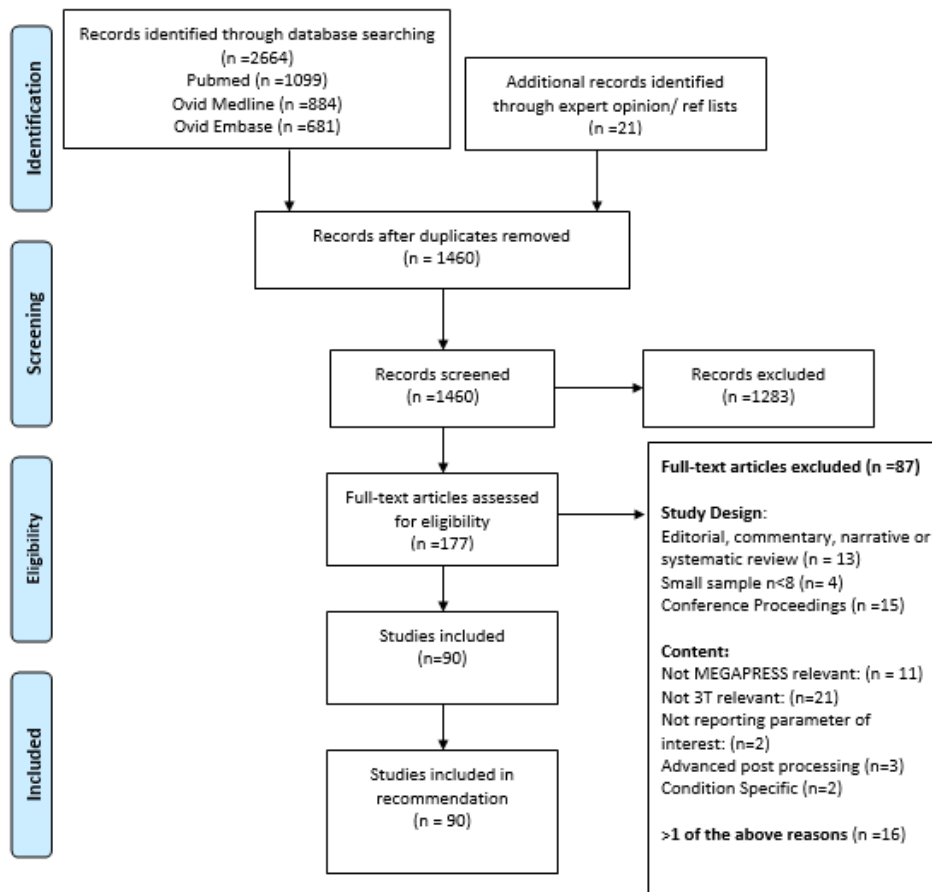 Identification
Records identified through database searching
(n =2664)
Pubmed (n =1099)
Ovid Medline (n =884)
Ovid Embase (n =681)
Additional records identified
through expert opinion/ ref lists
(n =21)
Records after duplicates removed
(n = 1460)
Screening
Records screened
(n =1460)
Records excluded
(n =1283)
Eligibility
Full-text articles assessed
for eligibility
(n =177)
Full-text articles excluded (n =87)
Study Design:
Editorial, commentary, narrative or
systematic review (n = 13)
Small sample n<8 (n= 4)
Conference Proceedings (n =15)
Content:
Not MEGAPRESS relevant: (n = 11)
Not 3T relevant: (n=21)
Not reporting parameter of
interest: (n=2)
Advanced post processing (n=3)
Condition Specific (n=2)
>1 of the above reasons (n =16)
Studies included
(n=90)
Included
Studies included in
recommendation
(n = 90)